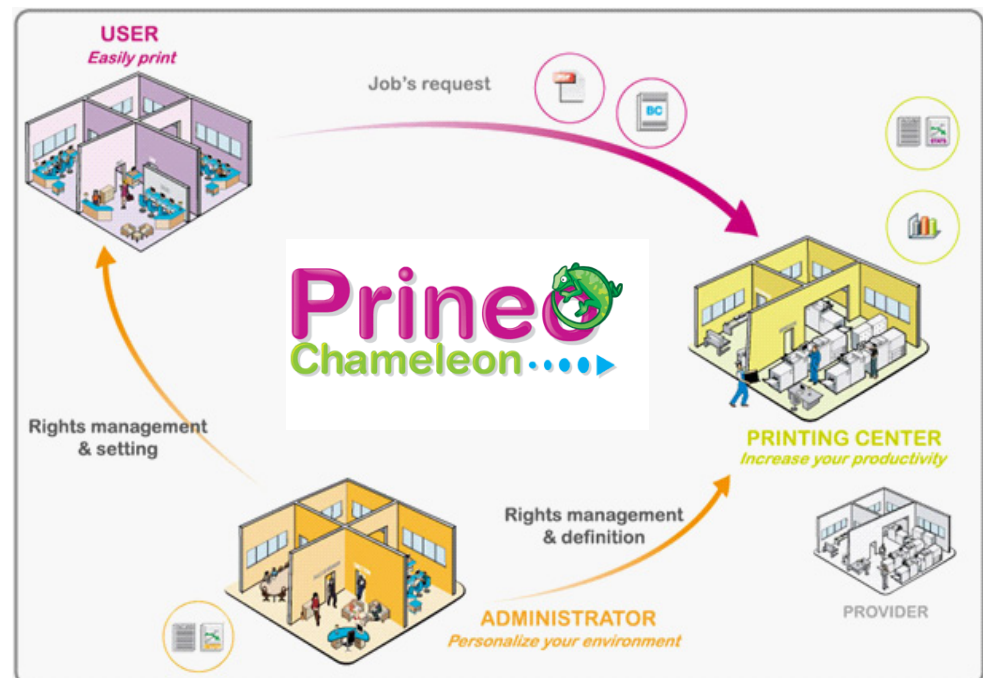 USER
Easily print
Job's request
BC
STATS
Prineo
Chameleon
Rights management
& setting
PRINTING CENTER
Increase your productivity
Rights management
& definition
PROVIDER
ADMINISTRATOR
Personalize your environment